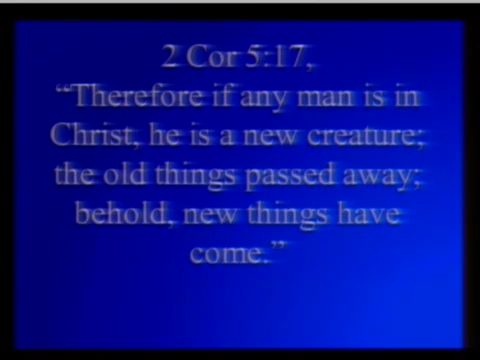 2 Cor 5:17,
“Therefore if any man is in
Christ, he is a new creature;
the old things passed away;
behold, new things have
come.”